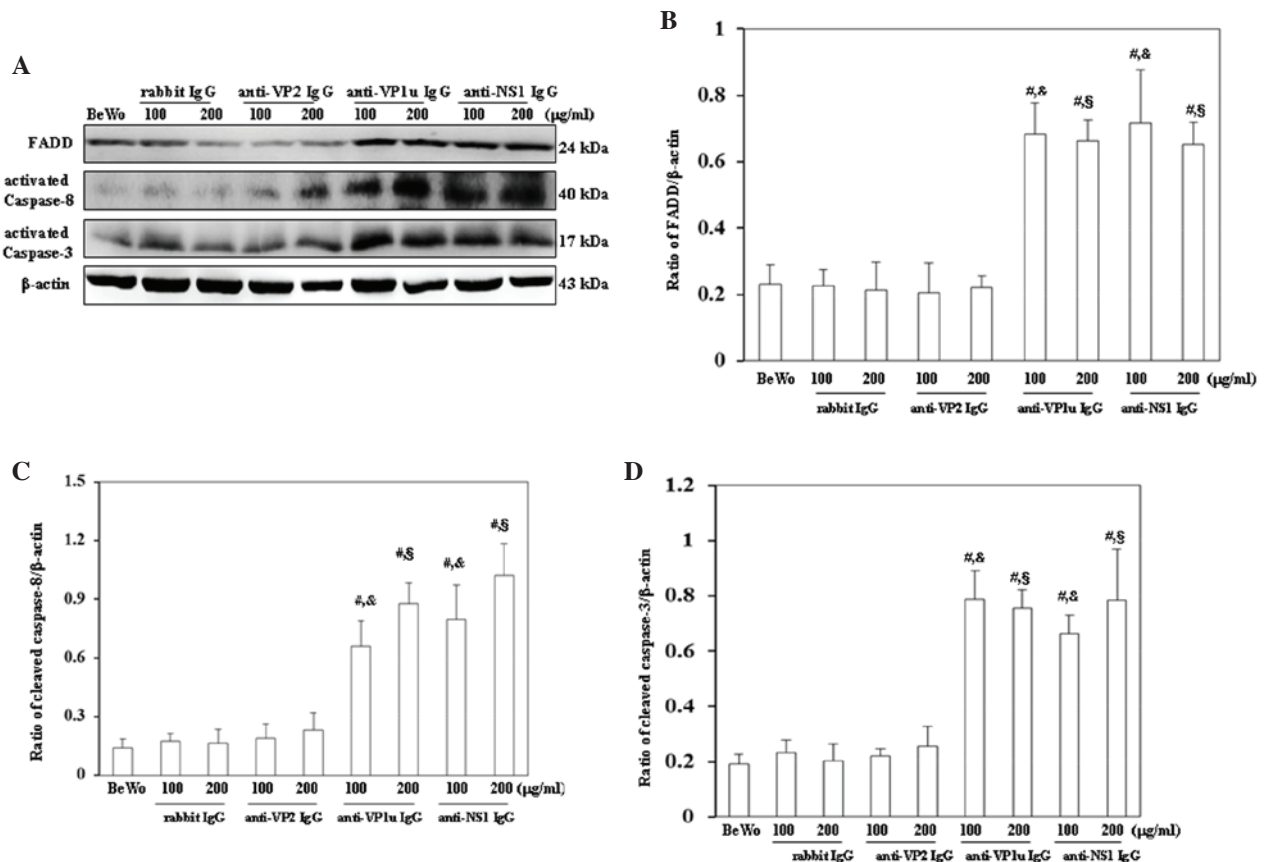 A
rabbit IgG anti-VP2 IgG anti-VP1u IgG anti-NS1 IgG
BeWo 100 200 100 200 100 200 100 200 (μg/ml)
FADD 24 kDa
activated
Caspase-8 40 kDa
activated
Caspase-3 17 kDa
β-actin 43 kDa
B
Ratio of FADD/β-actin
1
0.8
0.6
0.4
0.2
0
#,& #,§ #,& #,§
BeWo 100 200 100 200 100 200 100 200 (μg/ml)
rabbit IgG anti-VP2 IgG anti-VP1u IgG anti-NS1 IgG
C
Ratio of cleaved caspase-8/β-actin
1.5
1.2
0.9
0.6
0.3
0
#,& #,§ #,& #,§
BeWo 100 200 100 200 100 200 100 200 (μg/ml)
rabbit IgG anti-VP2 IgG anti-VP1u IgG anti-NS1 IgG
D
Ratio of cleaved caspase-3/β-actin
1.2
1
0.8
0.6
0.4
0.2
0
#,& #,§ #,& #,§
BeWo 100 200 100 200 100 200 100 200 (μg/ml)
rabbit IgG anti-VP2 IgG anti-VP1u IgG anti-NS1 IgG